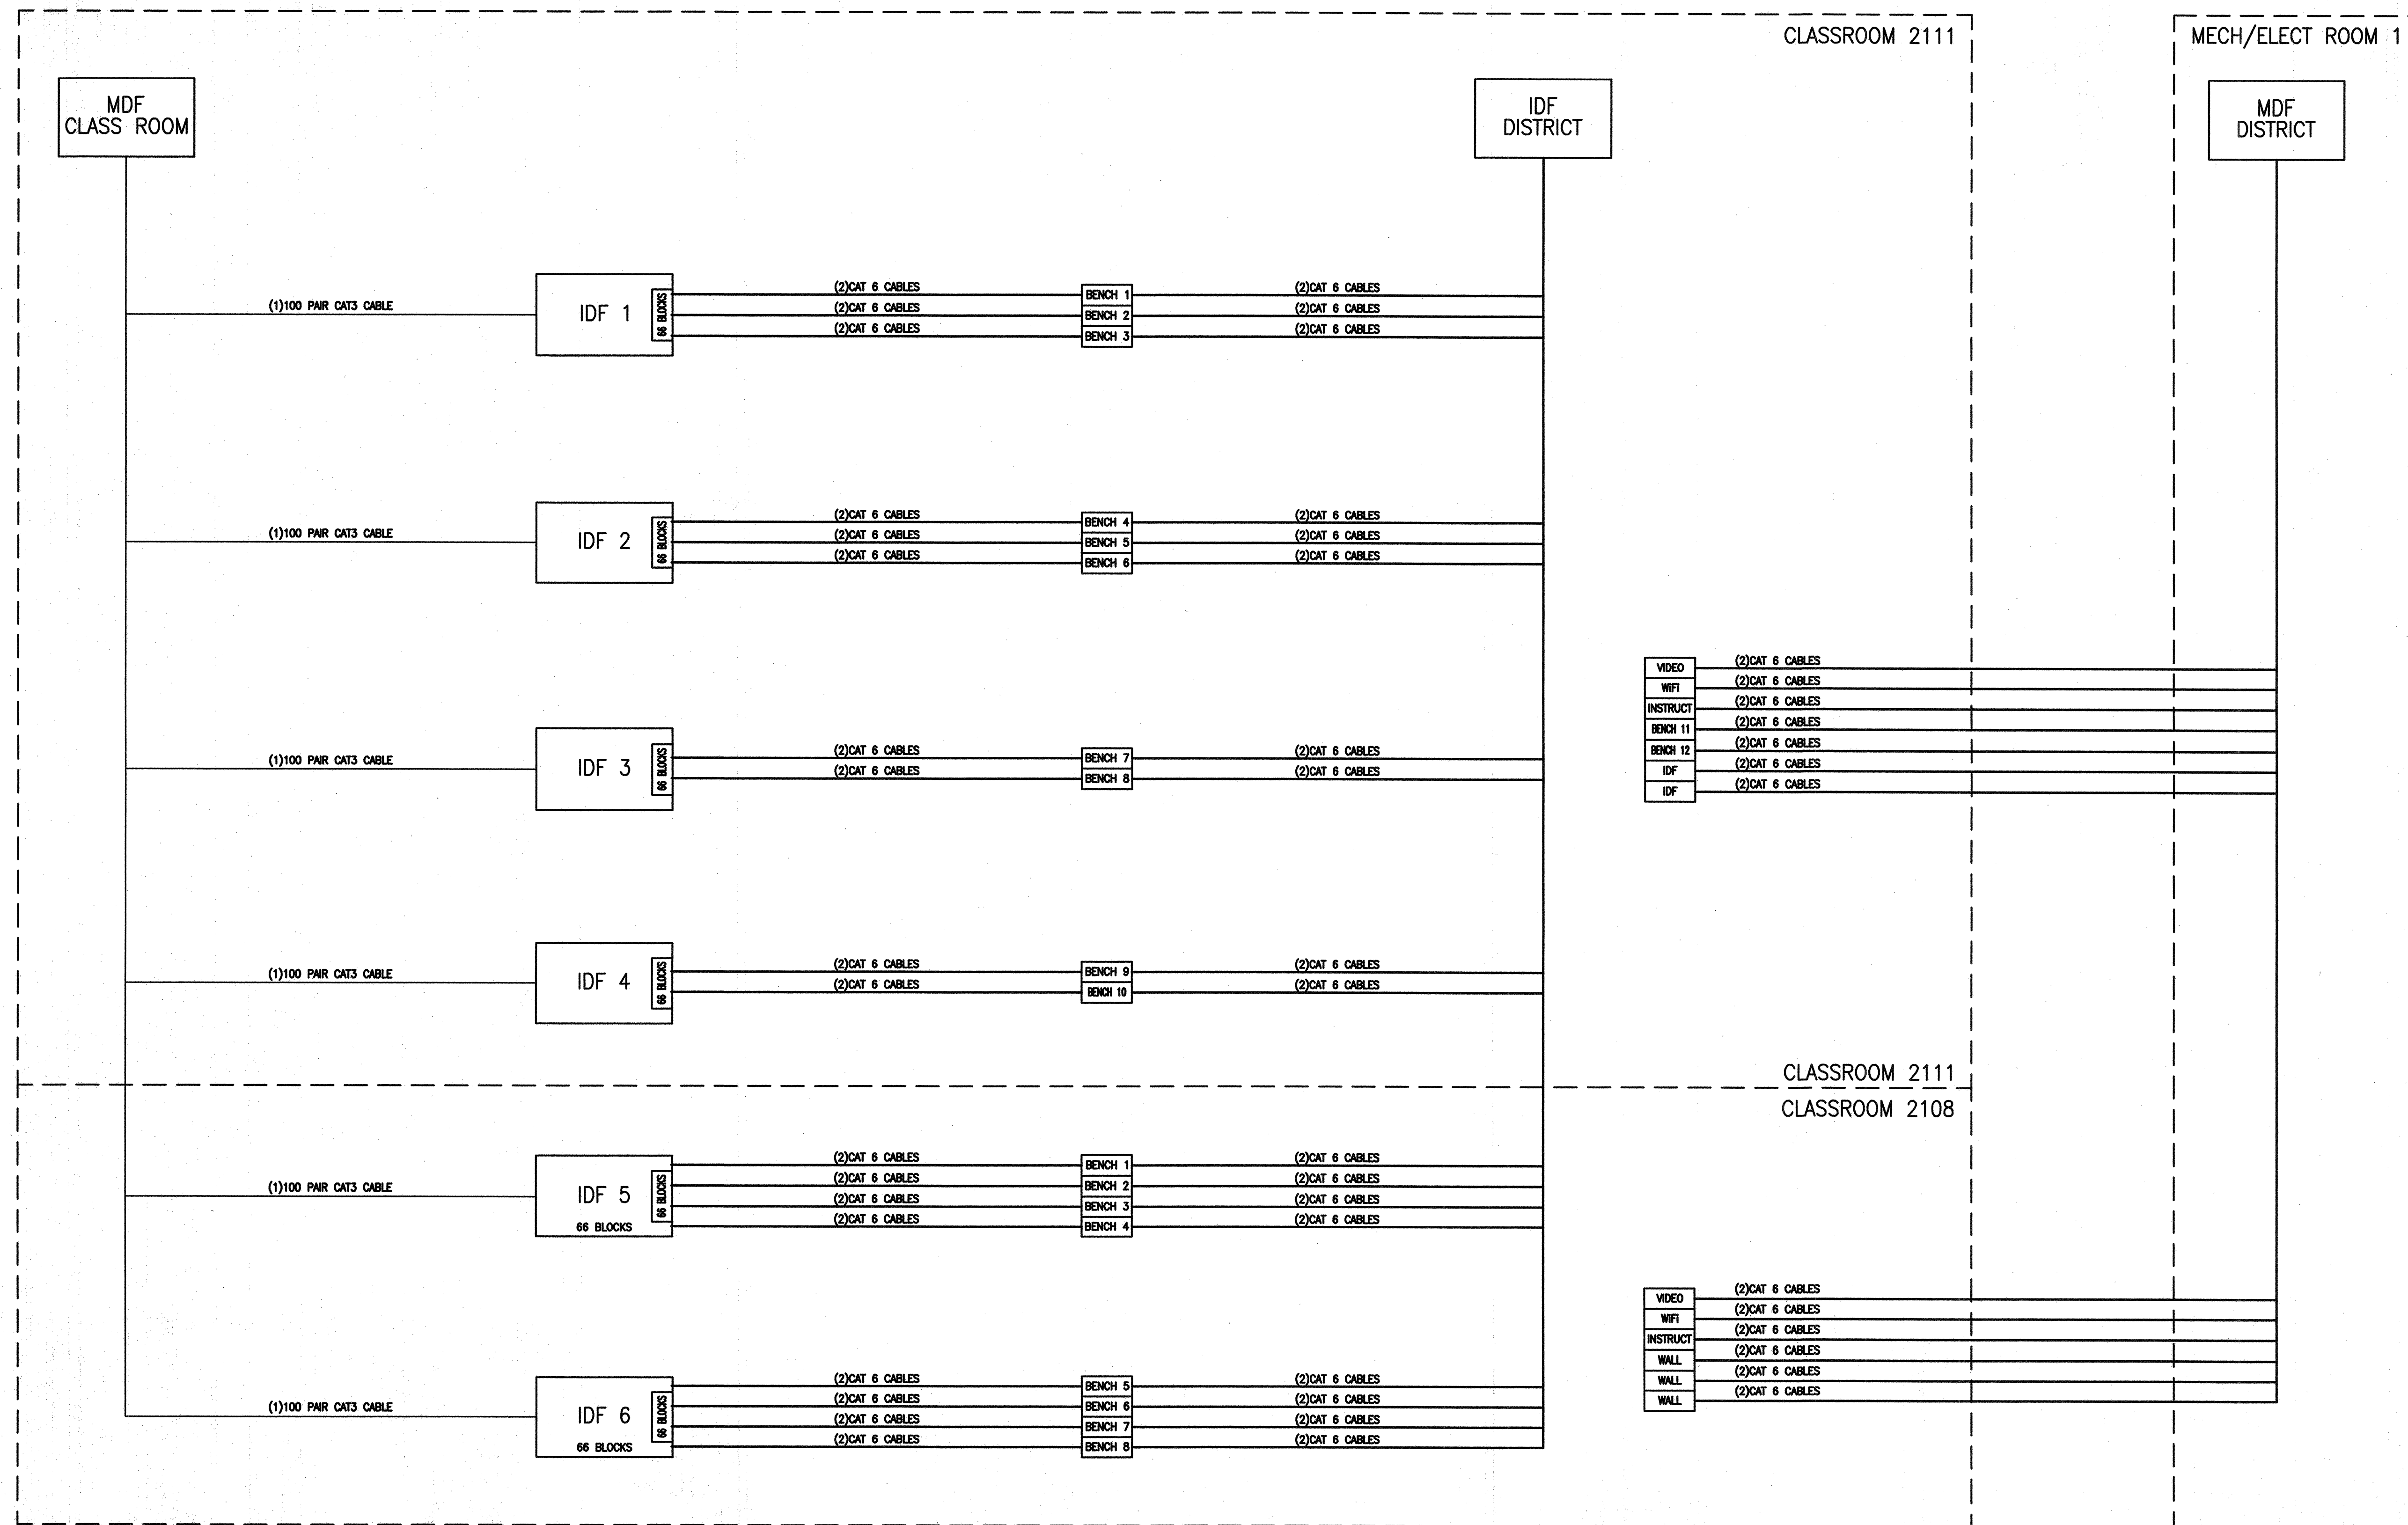 CLASSROOM 2111
MECH/ELECT ROOM 1
MDF
CLASS ROOM
IDF
DISTRICT
MDF
DISTRICT
(1)100 PAIR CAT3 CABLE
IDF 1
66 BLOCKS
(2)CAT 6 CABLES
(2)CAT 6 CABLES
(2)CAT 6 CABLES
BENCH 1
BENCH 2
BENCH 3
(2)CAT 6 CABLES
(2)CAT 6 CABLES
(2)CAT 6 CABLES
(1)100 PAIR CAT3 CABLE
IDF 2
66 BLOCKS
(2)CAT 6 CABLES
(2)CAT 6 CABLES
(2)CAT 6 CABLES
BENCH 4
BENCH 5
BENCH 6
(2)CAT 6 CABLES
(2)CAT 6 CABLES
(2)CAT 6 CABLES
(1)100 PAIR CAT3 CABLE
IDF 3
66 BLOCKS
(2)CAT 6 CABLES
(2)CAT 6 CABLES
BENCH 7
BENCH 8
(2)CAT 6 CABLES
(2)CAT 6 CABLES
VIDEO
WiFi
INSTRUCT
BENCH 11
BENCH 12
IDF
IDF
(2)CAT 6 CABLES
(2)CAT 6 CABLES
(2)CAT 6 CABLES
(2)CAT 6 CABLES
(2)CAT 6 CABLES
(2)CAT 6 CABLES
(2)CAT 6 CABLES
(1)100 PAIR CAT3 CABLE
IDF 4
66 BLOCKS
(2)CAT 6 CABLES
(2)CAT 6 CABLES
BENCH 9
BENCH 10
(2)CAT 6 CABLES
(2)CAT 6 CABLES
CLASSROOM 2111
CLASSROOM 2108
(1)100 PAIR CAT3 CABLE
IDF 5
66 BLOCKS
66 BLOCKS
(2)CAT 6 CABLES
(2)CAT 6 CABLES
(2)CAT 6 CABLES
(2)CAT 6 CABLES
BENCH 1
BENCH 2
BENCH 3
BENCH 4
(2)CAT 6 CABLES
(2)CAT 6 CABLES
(2)CAT 6 CABLES
(2)CAT 6 CABLES
VIDEO
WiFi
INSTRUCT
WALL
WALL
WALL
(2)CAT 6 CABLES
(2)CAT 6 CABLES
(2)CAT 6 CABLES
(2)CAT 6 CABLES
(2)CAT 6 CABLES
(2)CAT 6 CABLES
(1)100 PAIR CAT3 CABLE
IDF 6
66 BLOCKS
66 BLOCKS
(2)CAT 6 CABLES
(2)CAT 6 CABLES
(2)CAT 6 CABLES
(2)CAT 6 CABLES
BENCH 5
BENCH 6
BENCH 7
BENCH 8
(2)CAT 6 CABLES
(2)CAT 6 CABLES
(2)CAT 6 CABLES
(2)CAT 6 CABLES